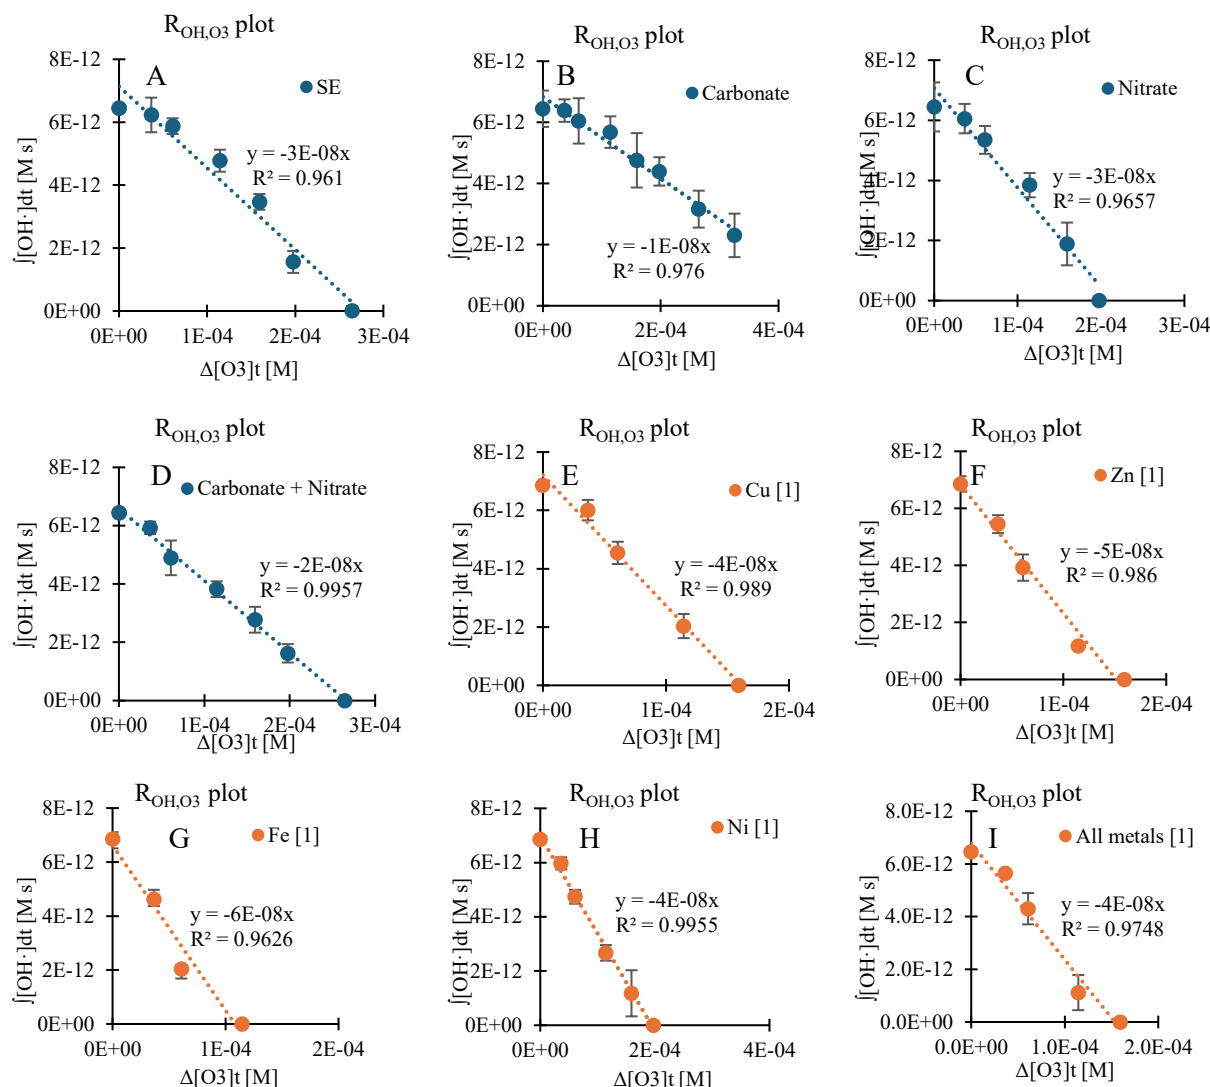 R_OH,O3 plot
A
SE
8E-12
6E-12
4E-12
2E-12
0E+00
y = -3E-08x
R² = 0.961
∫[OH·]dt [M s]
0E+00 1E-04 2E-04 3E-04
Δ[O3]t [M]
R_OH,O3 plot
B
Carbonate
8E-12
6E-12
4E-12
2E-12
0E+00
y = -1E-08x
R² = 0.976
∫[OH·]dt [M s]
0E+00 2E-04 4E-04
Δ[O3]t [M]
R_OH,O3 plot
C
Nitrate
8E-12
6E-12
4E-12
2E-12
0E+00
y = -3E-08x
R² = 0.9657
∫[OH·]dt [M s]
0E+00 1E-04 2E-04 3E-04
Δ[O3]t [M]
R_OH,O3 plot
D
Carbonate + Nitrate
8E-12
6E-12
4E-12
2E-12
0E+00
y = -2E-08x
R² = 0.9957
∫[OH·]dt [M s]
0E+00 1E-04 2E-04 3E-04
Δ[O3]t [M]
R_OH,O3 plot
E
Cu [1]
8E-12
6E-12
4E-12
2E-12
0E+00
y = -4E-08x
R² = 0.989
∫[OH·]dt [M s]
0E+00 1E-04 2E-04
Δ[O3]t [M]
R_OH,O3 plot
F
Zn [1]
8E-12
6E-12
4E-12
2E-12
0E+00
y = -5E-08x
R² = 0.986
∫[OH·]dt [M s]
0E+00 1E-04 2E-04
Δ[O3]t [M]
R_OH,O3 plot
G
Fe [1]
8E-12
6E-12
4E-12
2E-12
0E+00
y = -6E-08x
R² = 0.9626
∫[OH·]dt [M s]
0E+00 1E-04 2E-04
Δ[O3]t [M]
R_OH,O3 plot
H
Ni [1]
8E-12
6E-12
4E-12
2E-12
0E+00
y = -4E-08x
R² = 0.9955
∫[OH·]dt [M s]
0E+00 2E-04 4E-04
Δ[O3]t [M]
R_OH,O3 plot
I
All metals [1]
8.0E-12
6.0E-12
4.0E-12
2.0E-12
0.0E+00
y = -4E-08x
R² = 0.9748
∫[OH·]dt [M s]
0.0E+00 1.0E-04 2.0E-04
Δ[O3]t [M]